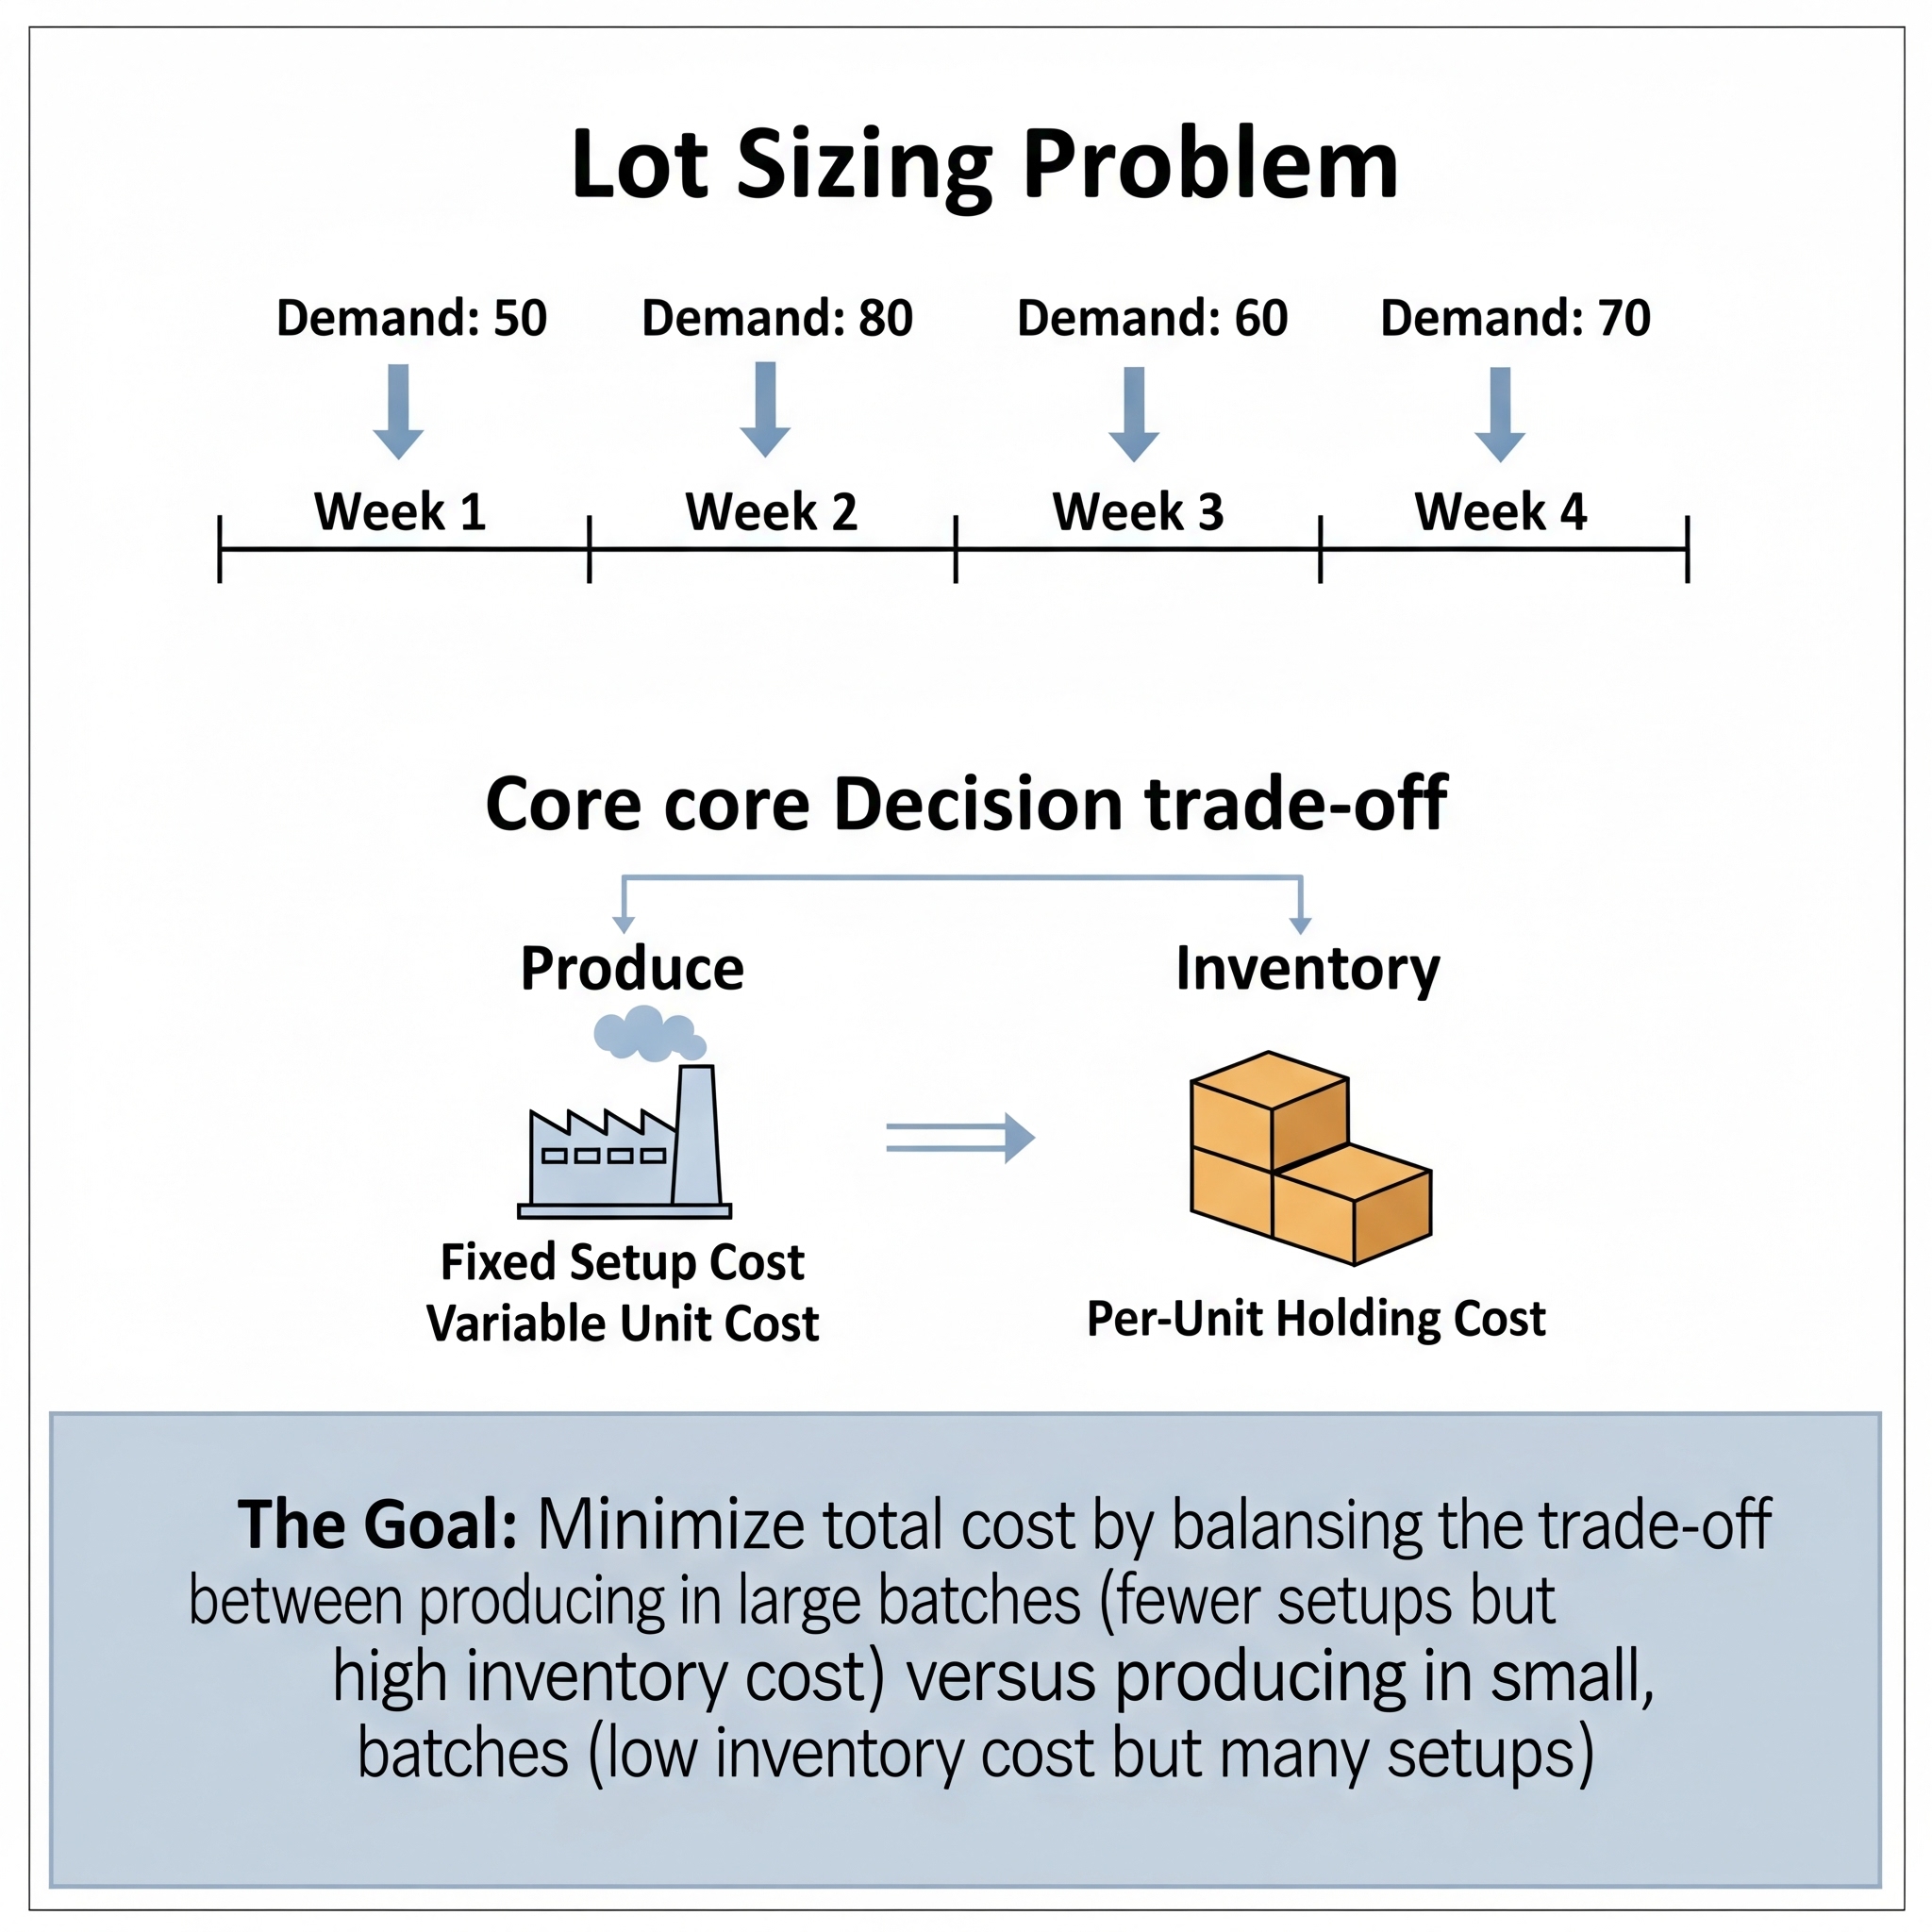 Lot Sizing Problem
Demand: 50
Demand: 80
Demand: 60
Demand: 70
Week 1
Week 2
Week 3
Week 4
Core core Decision trade-off
Produce
Inventory
Fixed Setup Cost
Variable Unit Cost
Per-Unit Holding Cost
The Goal: Minimize total cost by balansing the trade-off
between producing in large batches (fewer setups but
high inventory cost) versus producing in small,
batches (low inventory cost but many setups)